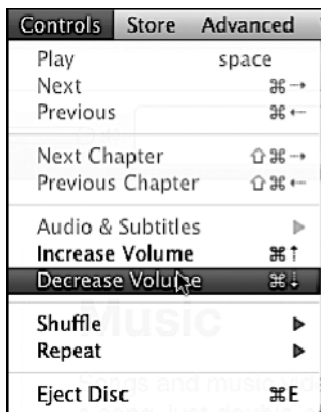 Controls Store Advanced
Play space
Next ⌘→
Previous ⌘←
Next Chapter ⇧⌘→
Previous Chapter ⇧⌘←
Audio & Subtitles ▶
Increase Volume ⌘↑
Decrease Volume ⌘↓
Shuffle ▶
Music
Repeat ▶
Eject Disc ⌘E